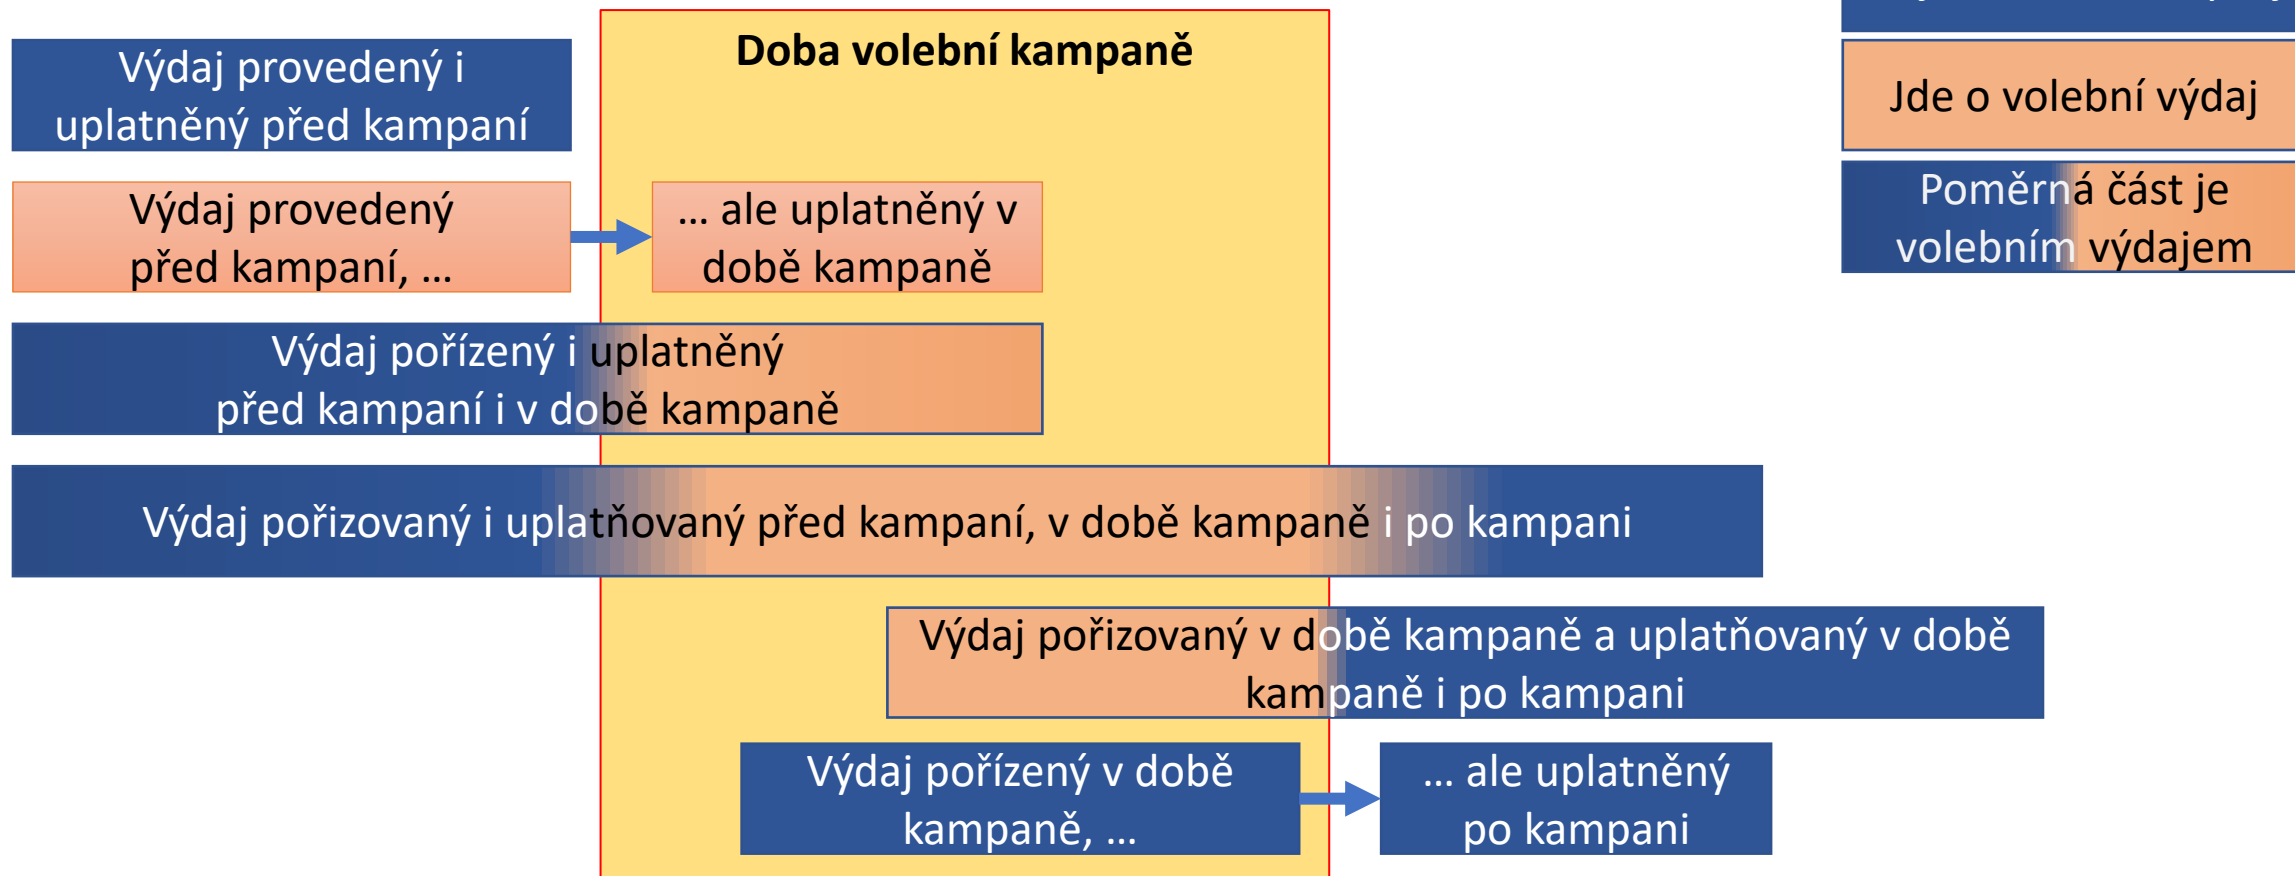 Doba volební kampaně
Výdaj provedený i
uplatněný před kampaní
Výdaj provedený
před kampaní, ...
... ale uplatněný v
době kampaně
Výdaj pořízený i uplatněný
před kampaní i v době kampaně
Výdaj pořizovaný i uplatňovaný před kampaní, v době kampaně i po kampani
Výdaj pořizovaný v době kampaně a uplatňovaný v době
kampaně i po kampani
Výdaj pořízený v době
kampaně, ...
... ale uplatněný
po kampani
Jde o volební výdaj
Poměrná část je
volebním výdajem